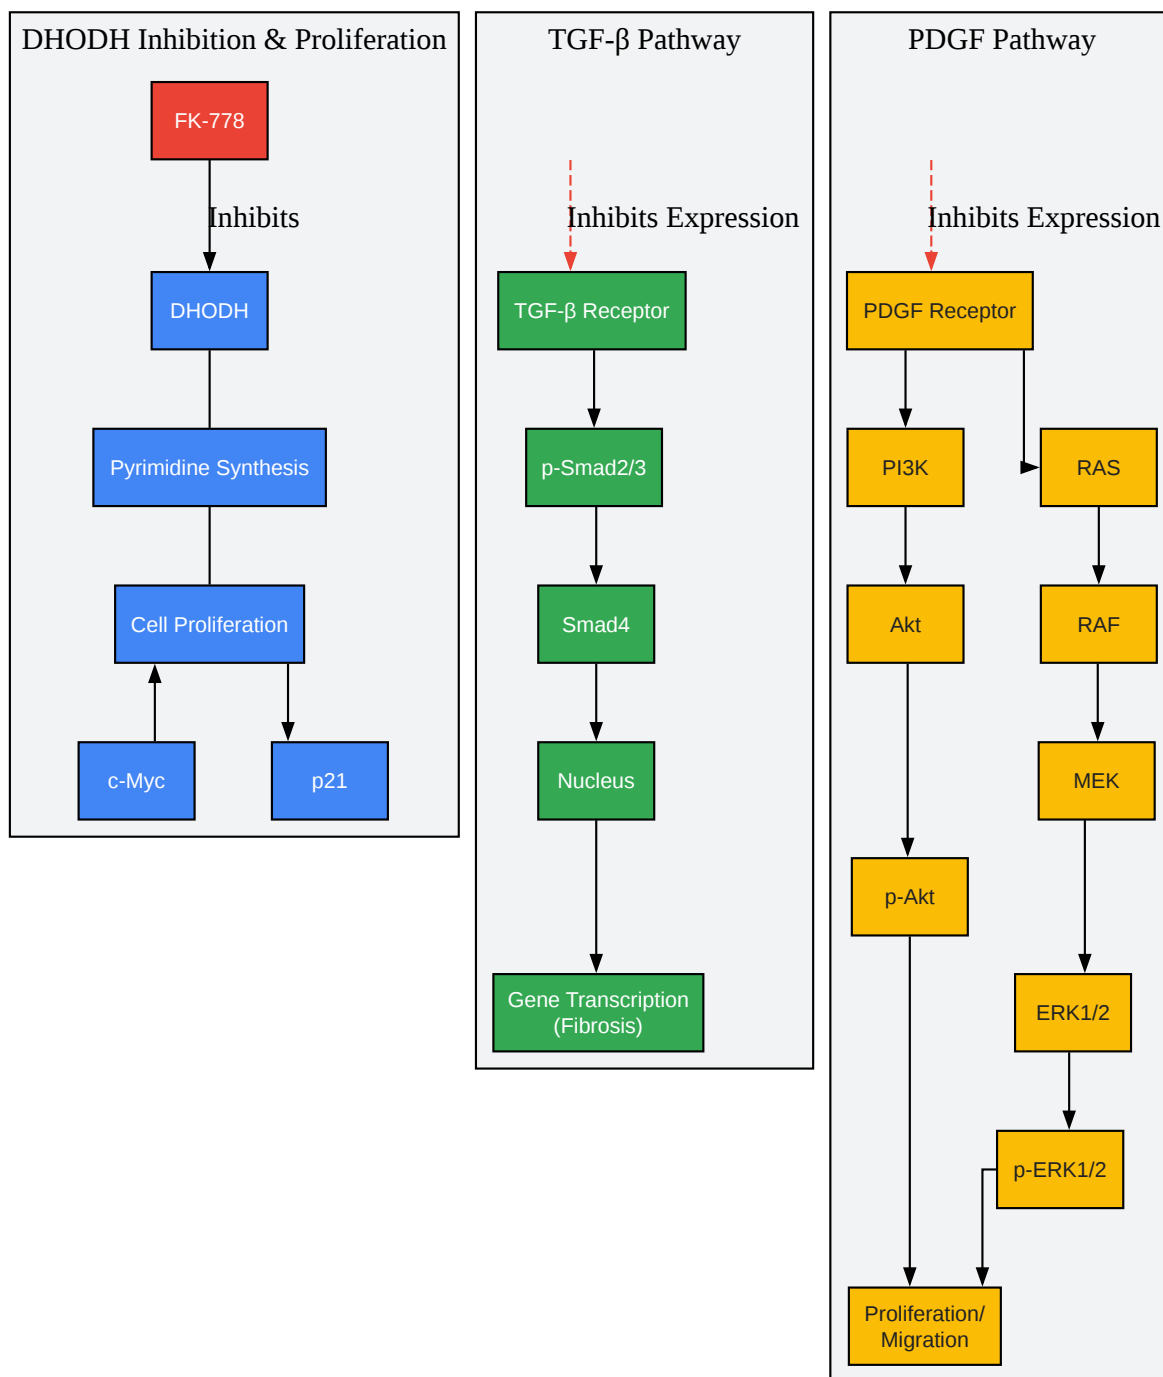 DHODH Inhibition & Proliferation
FK-778
Inhibits
DHODH
Pyrimidine Synthesis
Cell Proliferation
c-Myc
p21
TGF-β Pathway
Inhibits Expression
TGF-β Receptor
p-Smad2/3
Smad4
Nucleus
Gene Transcription
(Fibrosis)
PDGF Pathway
Inhibits Expression
PDGF Receptor
PI3K
RAS
Akt
RAF
MEK
p-Akt
ERK1/2
p-ERK1/2
Proliferation/
Migration